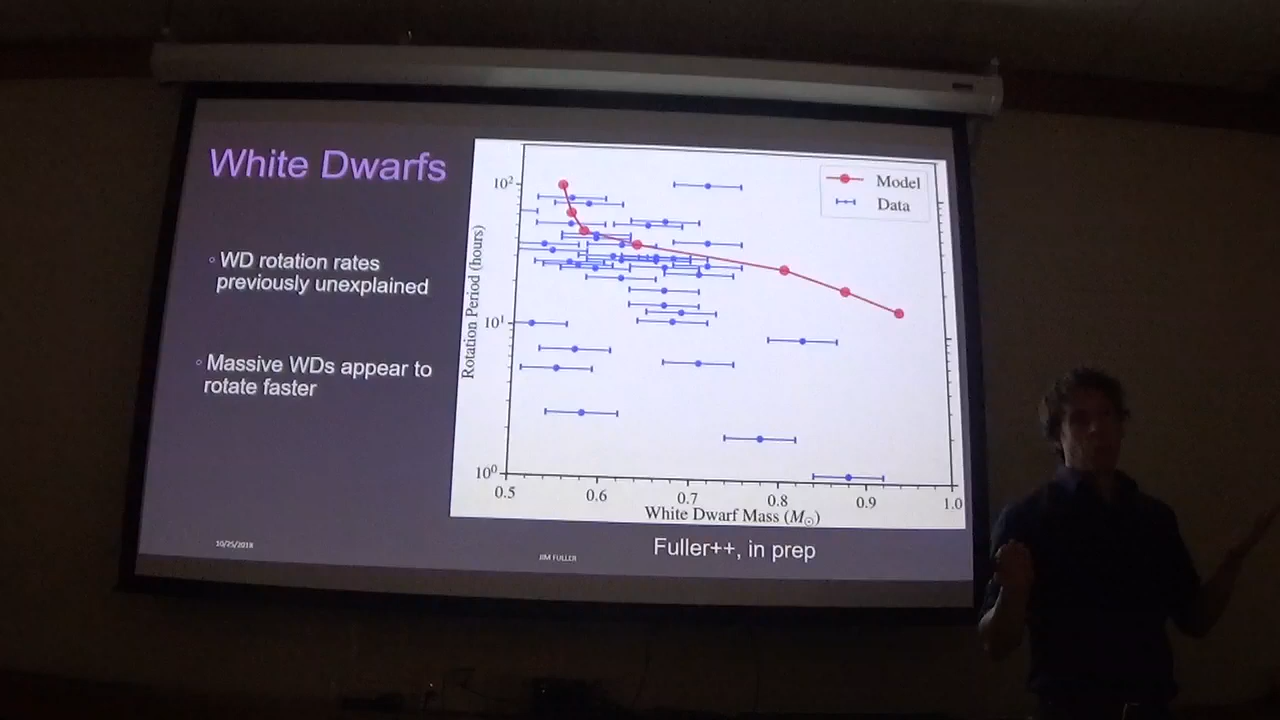 White Dwarfs
◦ WD rotation rates
previously unexplained
◦ Massive WDs appear to
rotate faster
Rotation Period (hours)
10²
10¹
10⁰
Model
Data
0.5 0.6 0.7 0.8 0.9 1.0
White Dwarf Mass (M☉)
Fuller++, in prep
10/25/2018
JIM FULLER